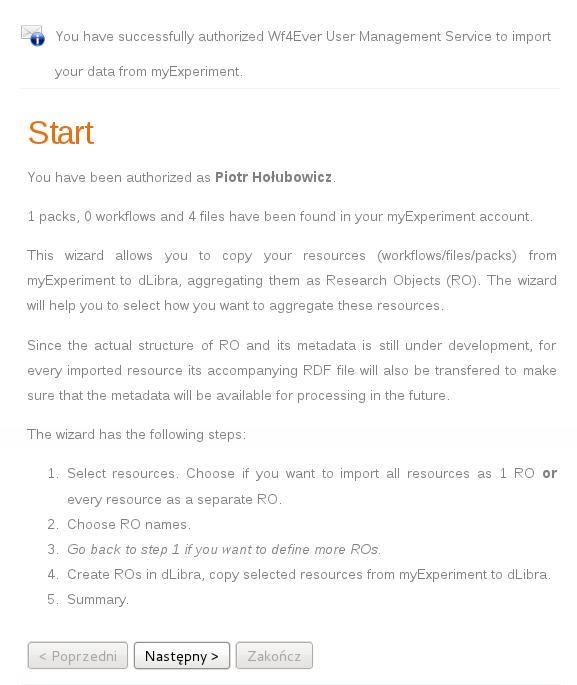 You have successfully authorized Wf4Ever User Management Service to import
your data from myExperiment.
Start
You have been authorized as Piotr Hołubowicz.
1 packs, 0 workflows and 4 files have been found in your myExperiment account.
This wizard allows you to copy your resources (workflows/files/packs) from
myExperiment to dLibra, aggregating them as Research Objects (RO). The wizard
will help you to select how you want to aggregate these resources.
Since the actual structure of RO and its metadata is still under development, for
every imported resource its accompanying RDF file will also be transfered to make
sure that the metadata will be available for processing in the future.
The wizard has the following steps:
1. Select resources. Choose if you want to import all resources as 1 RO or
every resource as a separate RO.
2. Choose RO names.
3. Go back to step 1 if you want to define more ROs.
4. Create ROs in dLibra, copy selected resources from myExperiment to dLibra.
5. Summary.
< Poprzedni Następny > Zakończ